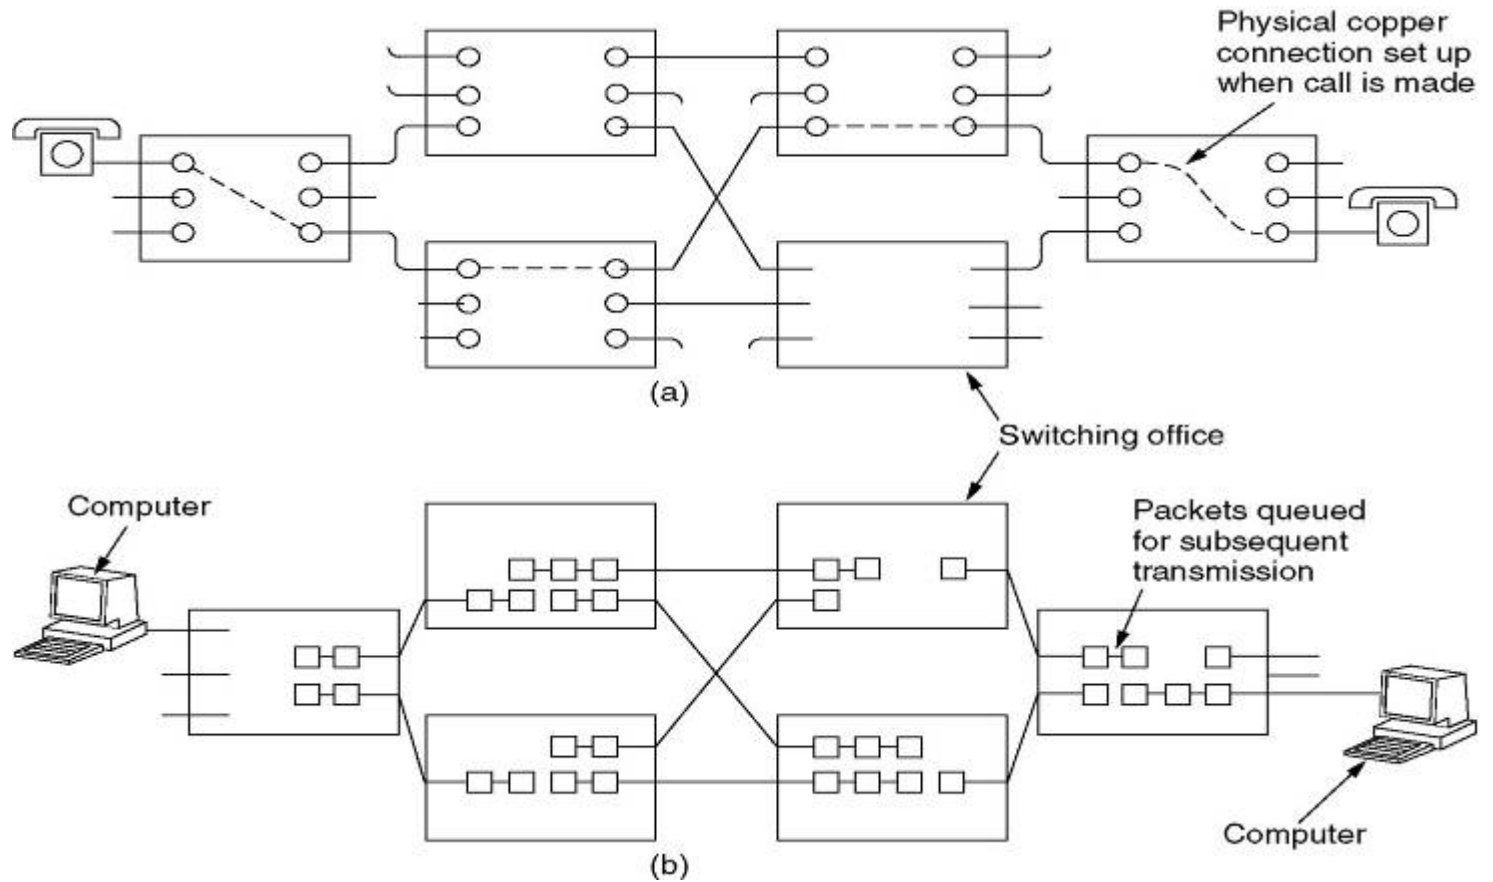 Physical copper
connection set up
when call is made
(a)
Switching office
Computer
Packets queued
for subsequent
transmission
Computer
(b)